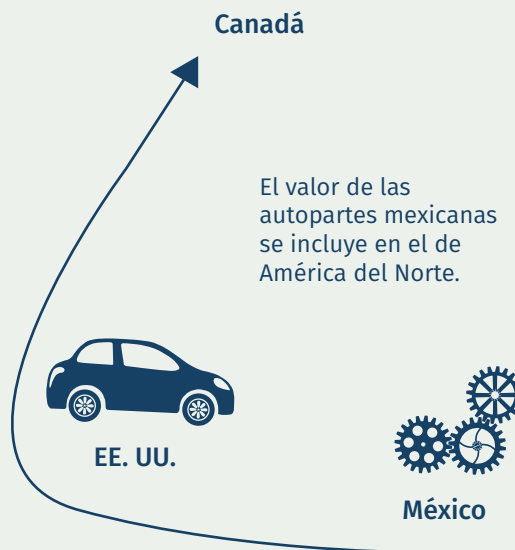 Canadá
El valor de las
autopartes mexicanas
se incluye en el de
América del Norte.
EE. UU.
México